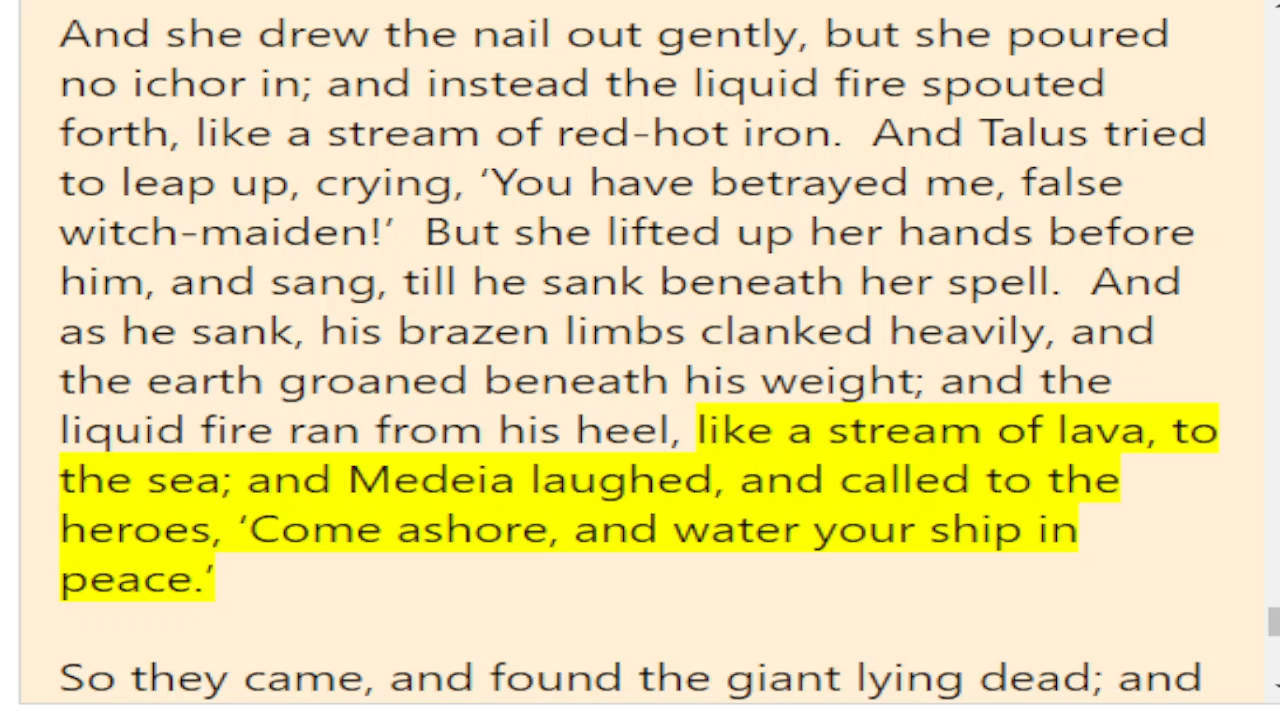 And she drew the nail out gently, but she poured
no ichor in; and instead the liquid fire spouted
forth, like a stream of red-hot iron.  And Talus tried
to leap up, crying, ‘You have betrayed me, false
witch-maiden!’  But she lifted up her hands before
him, and sang, till he sank beneath her spell.  And
as he sank, his brazen limbs clanked heavily, and
the earth groaned beneath his weight; and the
liquid fire ran from his heel, like a stream of lava, to
the sea; and Medeia laughed, and called to the
heroes, ‘Come ashore, and water your ship in
peace.’
So they came, and found the giant lying dead; and